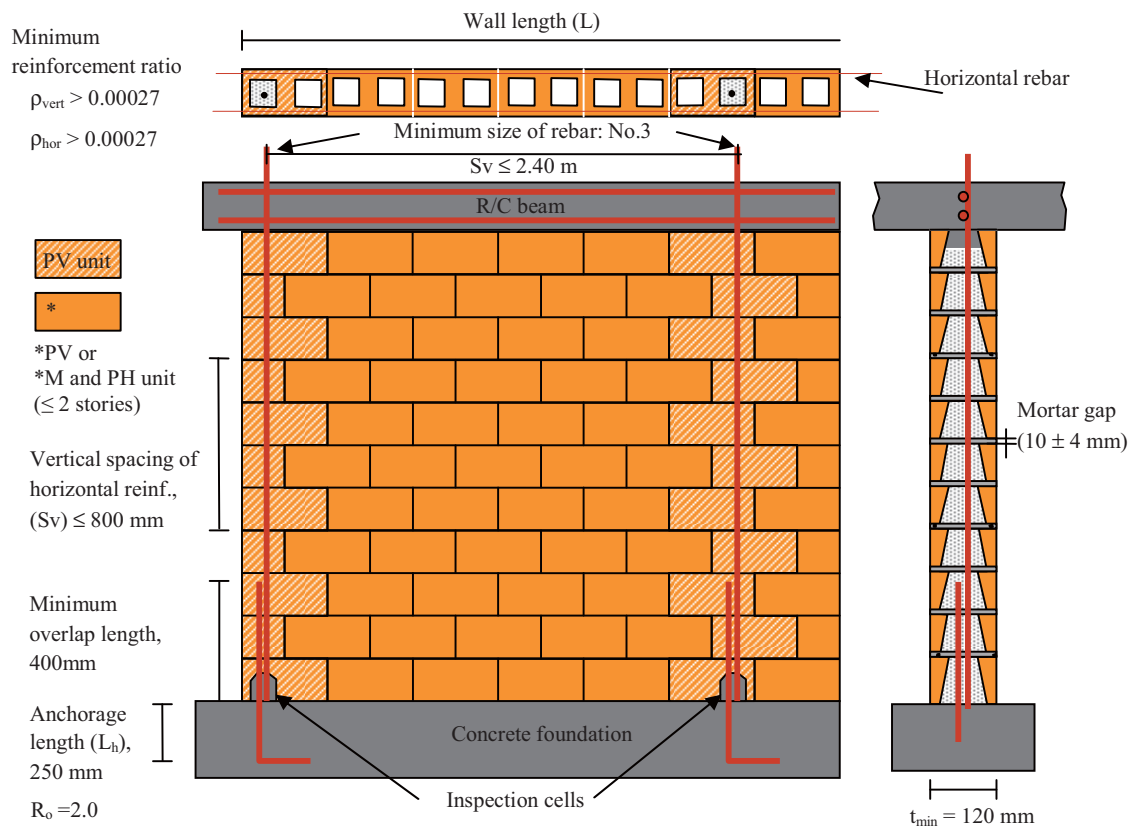 Wall length (L)
Minimum
reinforcement ratio
ρvert > 0.00027
ρhor > 0.00027
Horizontal rebar
Minimum size of rebar: No.3
Sv ≤ 2.40 m
R/C beam
PV unit
*
*PV or
*M and PH unit
(≤ 2 stories)
Vertical spacing of
horizontal reinf.,
(Sv) ≤ 800 mm
Mortar gap
(10 ± 4 mm)
Minimum
overlap length,
400mm
Anchorage
length (Lh),
250 mm
Ro =2.0
Concrete foundation
Inspection cells
tmin = 120 mm